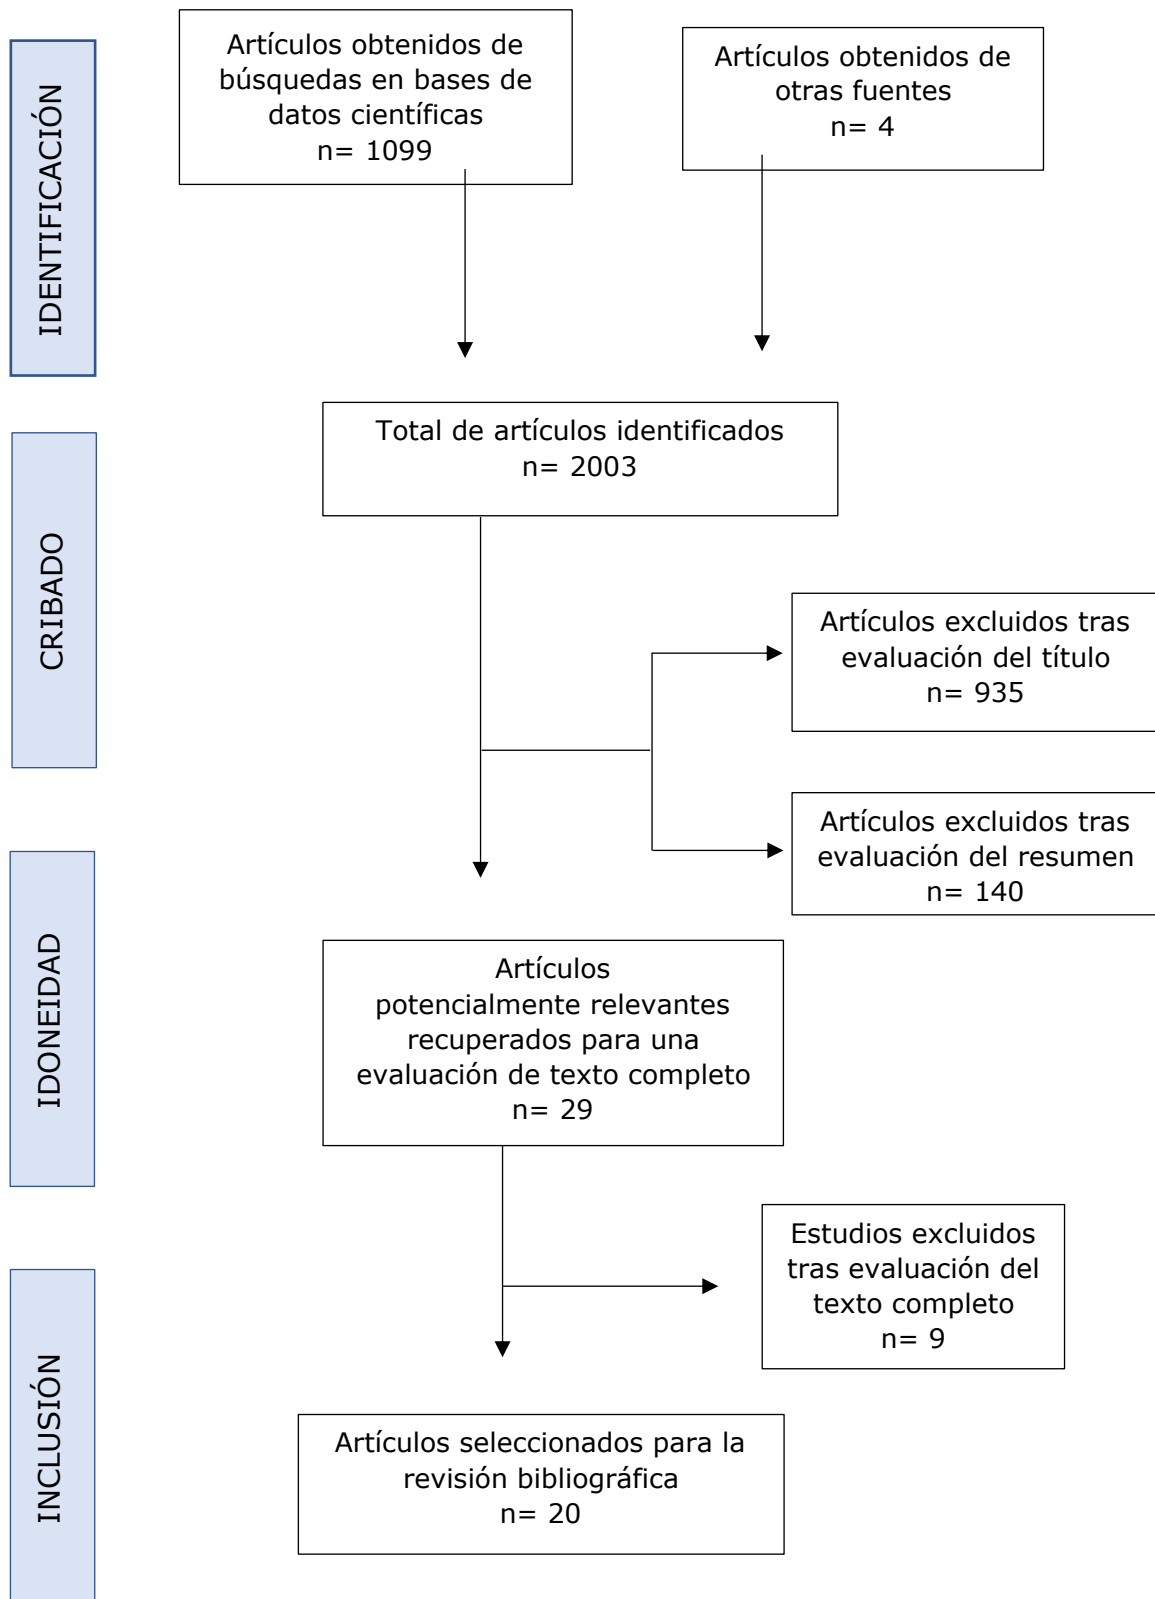 IDENTIFICACIÓN
Artículos obtenidos de
búsquedas en bases de
datos científicas
n= 1099
Artículos obtenidos de
otras fuentes
n= 4
Total de artículos identificados
n= 2003
CRIBADO
Artículos excluidos tras
evaluación del título
n= 935
Artículos excluidos tras
evaluación del resumen
n= 140
IDONEIDAD
Artículos
potencialmente relevantes
recuperados para una
evaluación de texto completo
n= 29
Estudios excluidos
tras evaluación del
texto completo
n= 9
INCLUSIÓN
Artículos seleccionados para la
revisión bibliográfica
n= 20